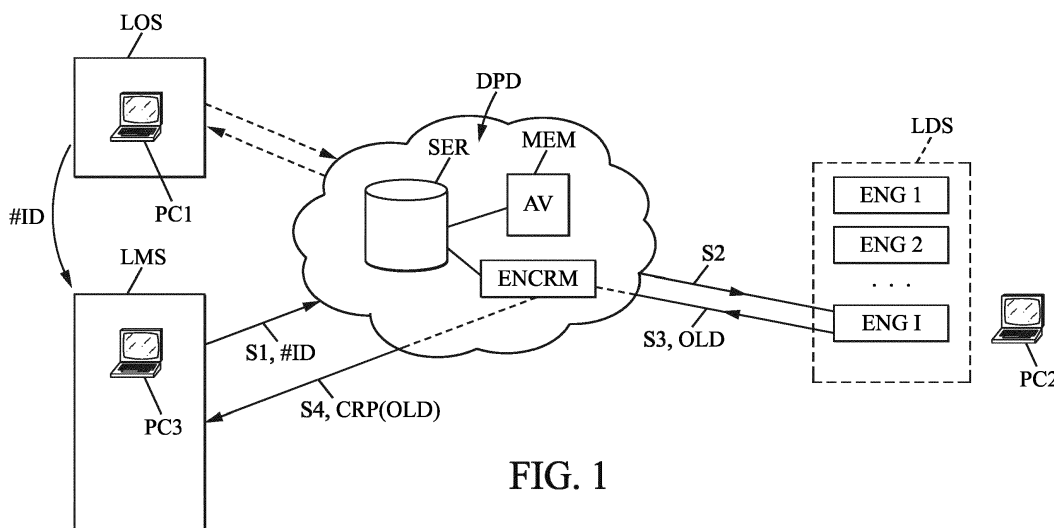 LOS
DPD
SER
MEM
LDS
AV
ENG 1
PC1
#ID
ENG 2
S2
LMS
ENCRM
. . .
ENG I
S1, #ID
S3, OLD
PC2
PC3
S4, CRP(OLD)
FIG. 1